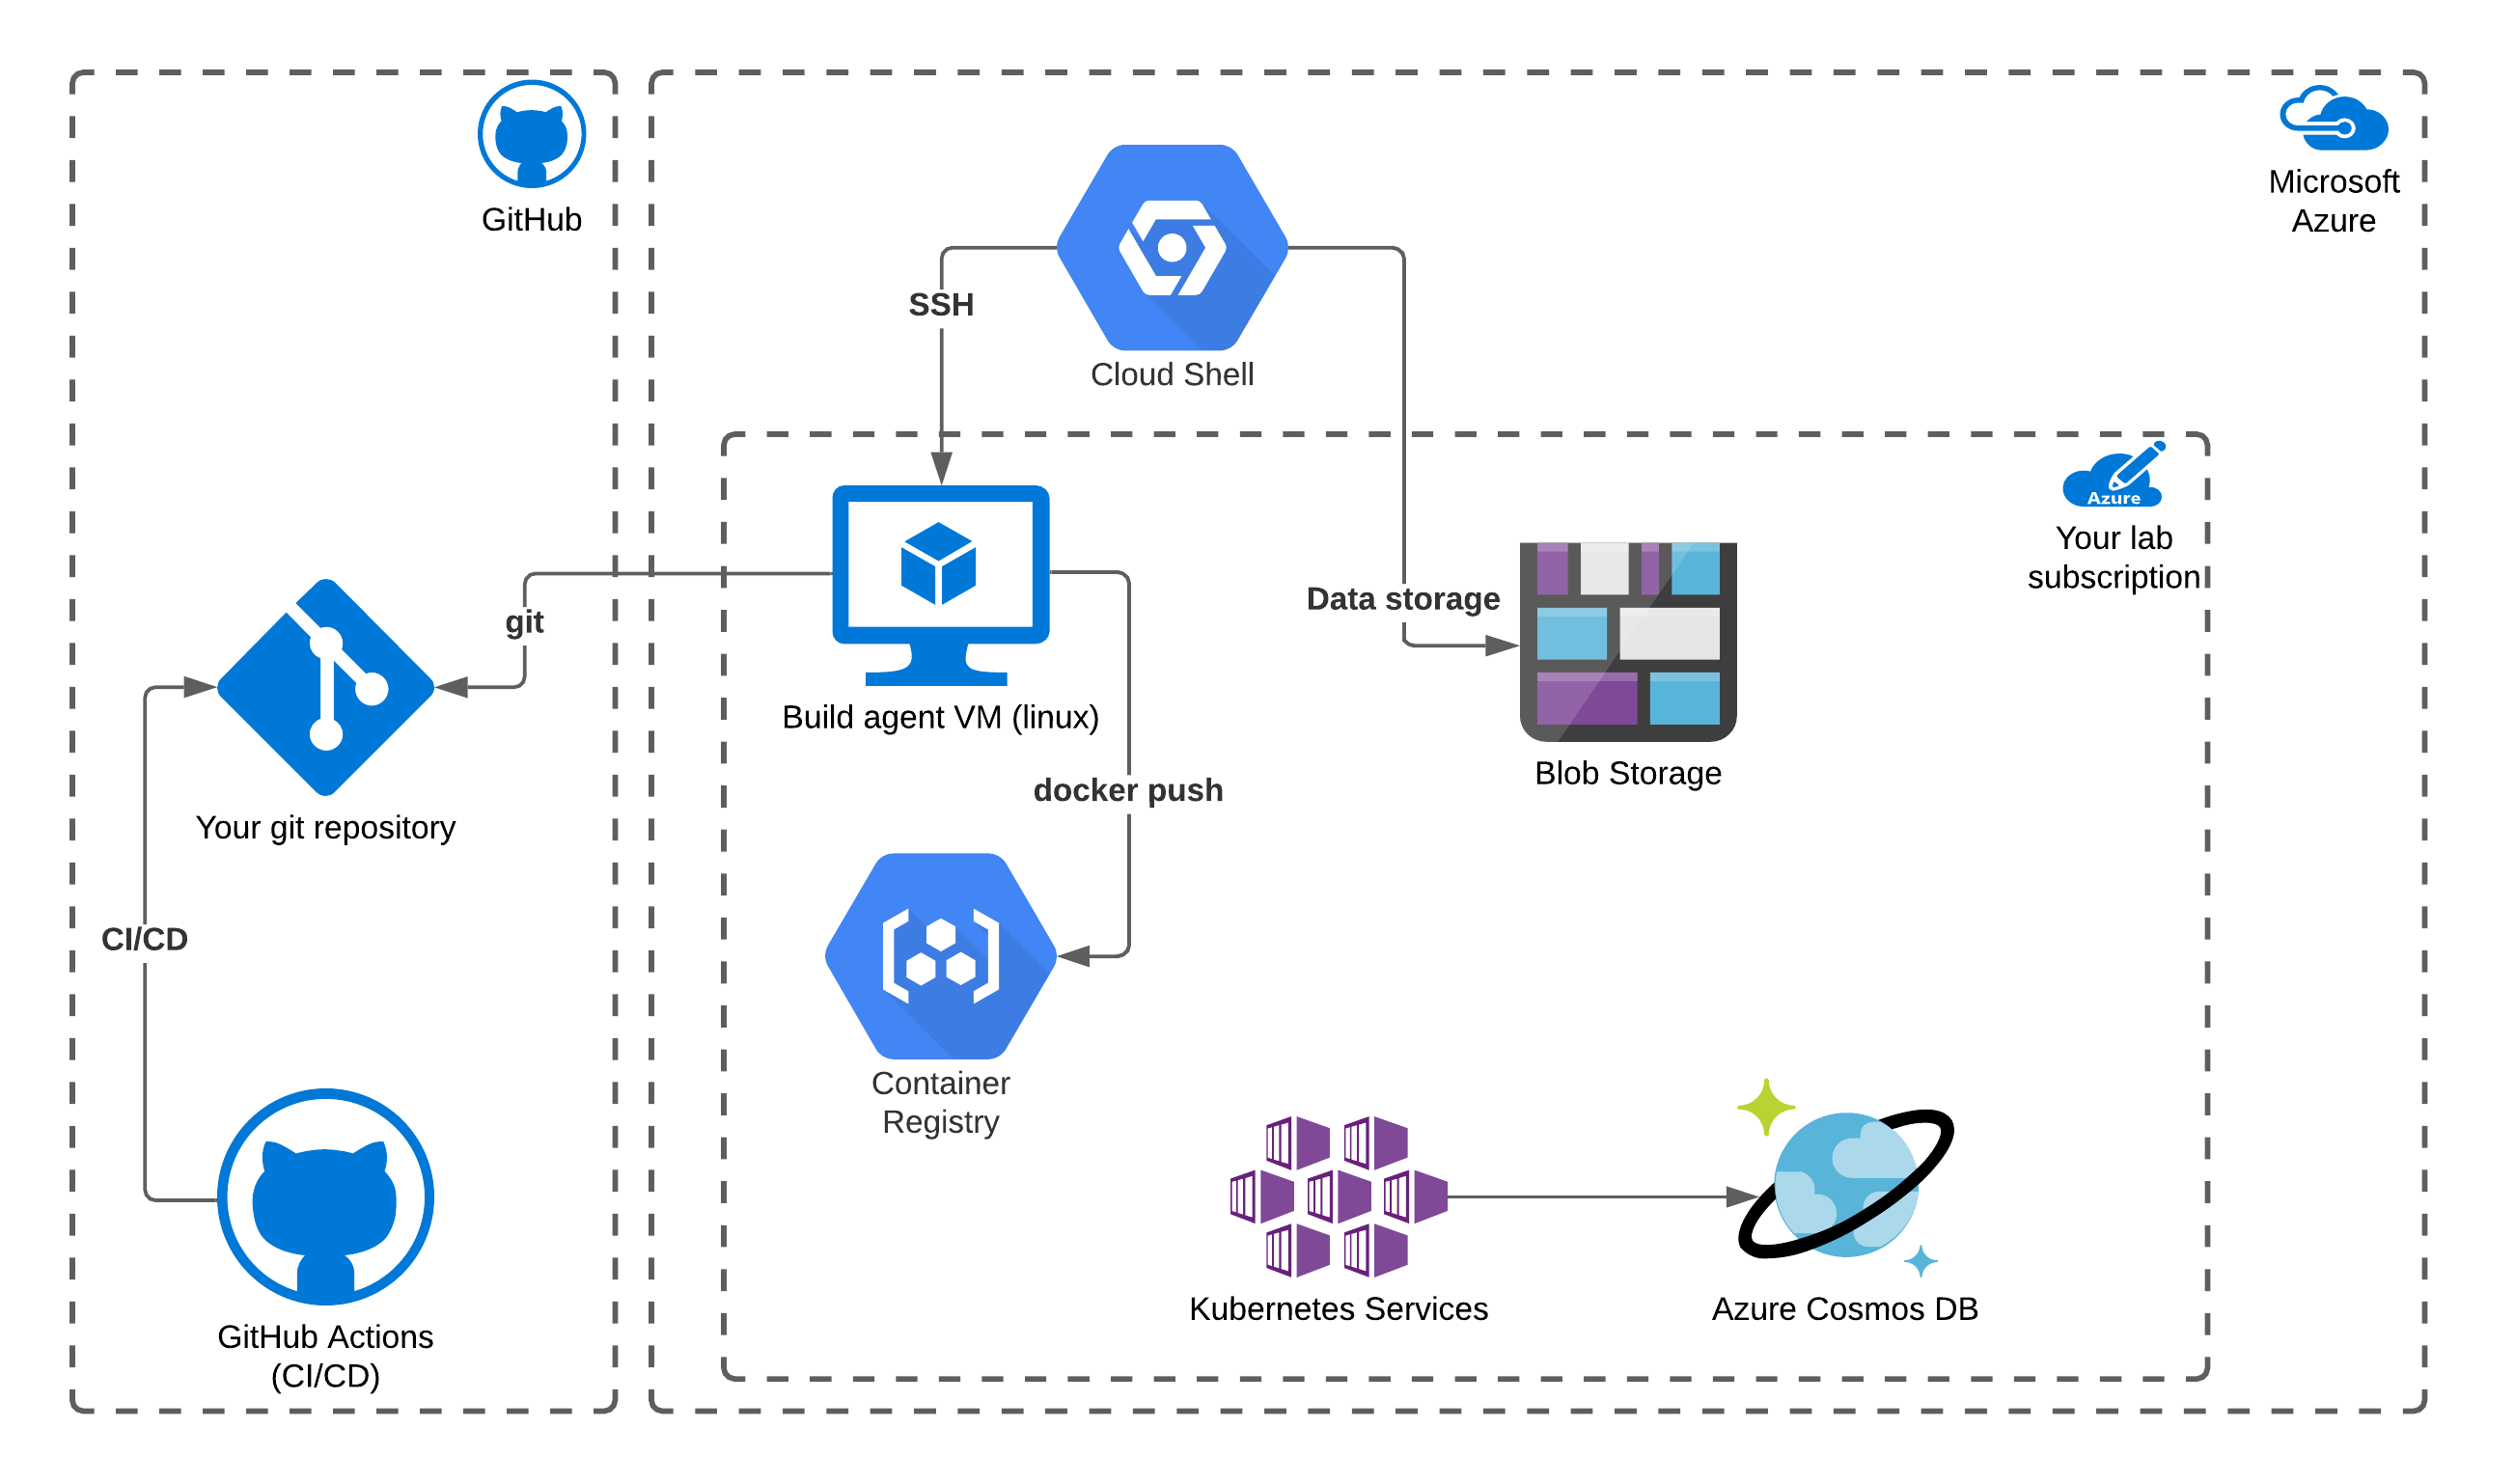 GitHub
Microsoft
Azure
SSH
Cloud Shell
Azure
Your lab
subscription
git
Data storage
Build agent VM (linux)
Blob Storage
docker push
Your git repository
CI/CD
Container
Registry
Kubernetes Services
Azure Cosmos DB
GitHub Actions
(CI/CD)